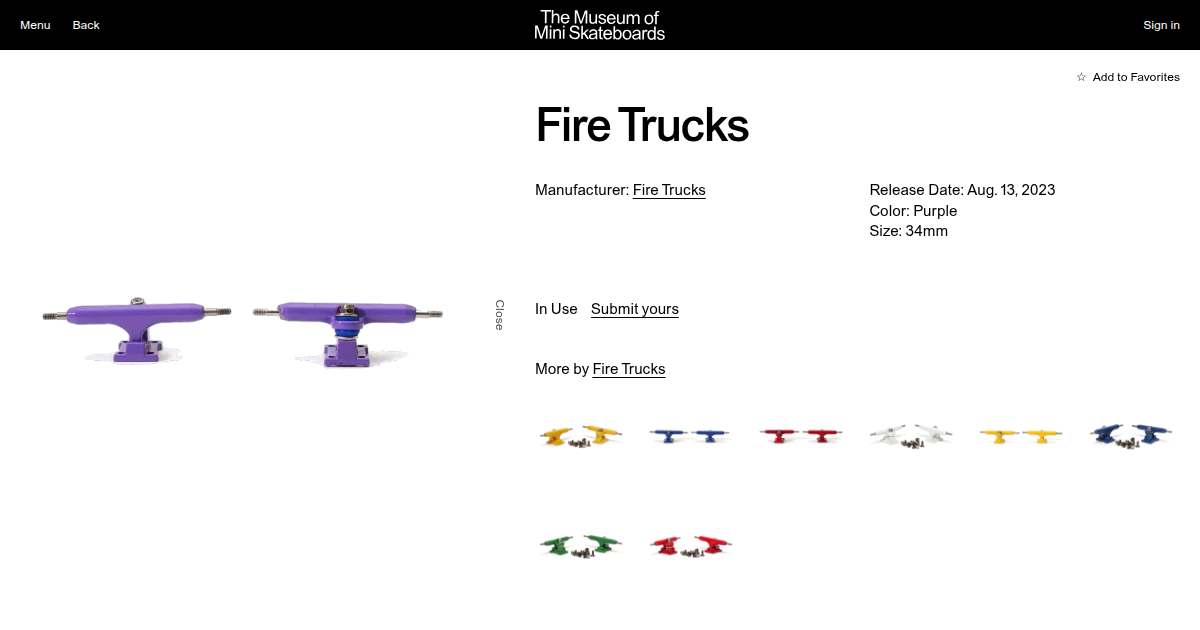 Menu Back
The Museum of
Mini Skateboards
Sign in
☆ Add to Favorites
Fire Trucks
Manufacturer: Fire Trucks
Release Date: Aug. 13, 2023
Color: Purple
Size: 34mm
Close
In Use Submit yours
More by Fire Trucks